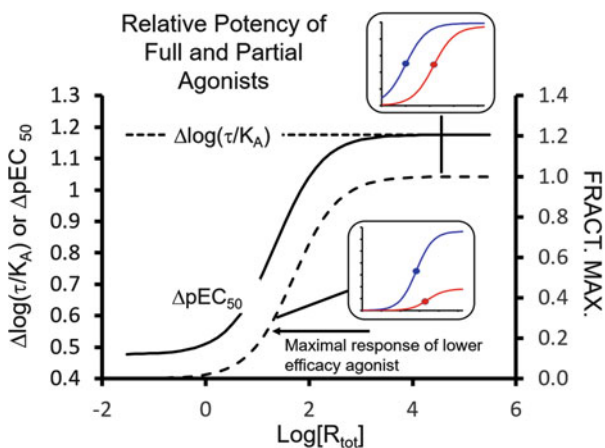 Relative Potency of
Full and Partial
Agonists
1.3
1.2
1.1
1
0.9
0.8
0.7
0.6
0.5
0.4
Δlog(τ/K_A) or ΔpEC_50
Δlog(τ/K_A)
ΔpEC_50
Maximal response of lower
efficacy agonist
1.4
1.2
1.0
0.8
0.6
0.4
0.2
0.0
FRACT. MAX.
-2 0 2 4 6
Log[R_tot]